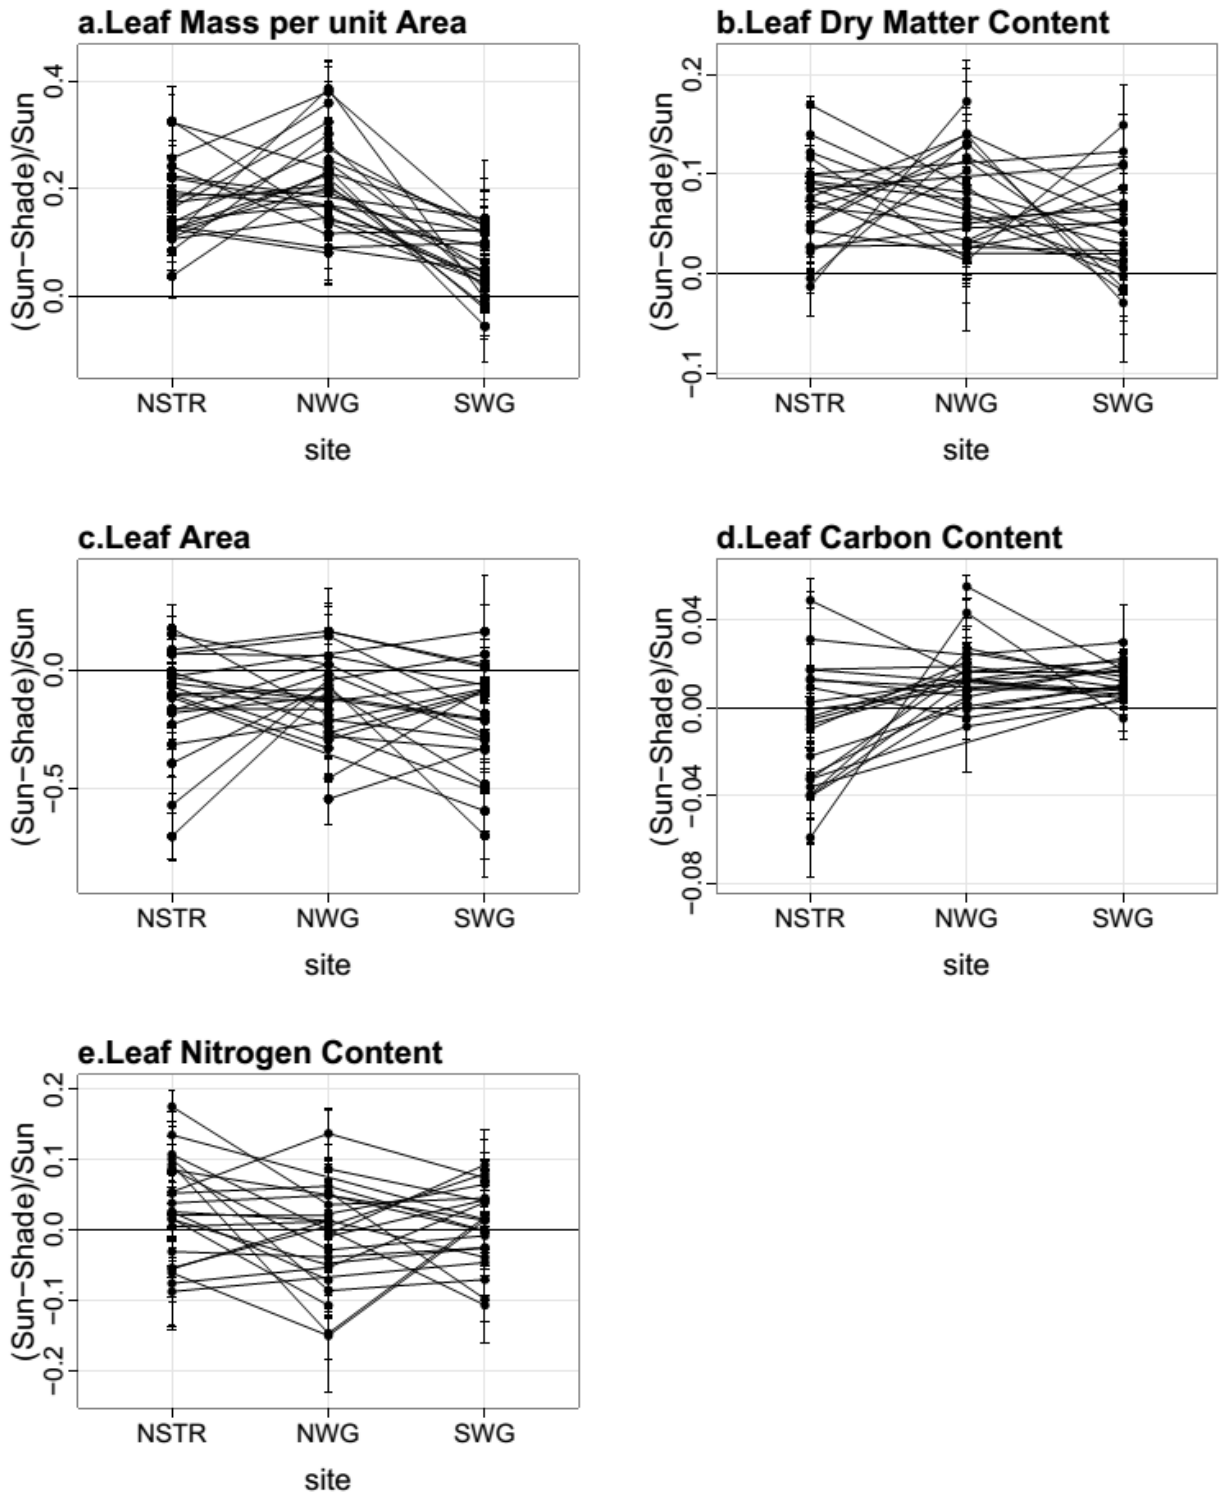 a.Leaf Mass per unit Area
(Sun−Shade)/Sun
0.4
0.2
0.0
NSTR NWG SWG
site
b.Leaf Dry Matter Content
(Sun−Shade)/Sun
0.2
0.1
0.0
−0.1
NSTR NWG SWG
site
c.Leaf Area
(Sun−Shade)/Sun
0.0
−0.5
NSTR NWG SWG
site
d.Leaf Carbon Content
(Sun−Shade)/Sun
0.04
0.00
−0.04
−0.08
NSTR NWG SWG
site
e.Leaf Nitrogen Content
(Sun−Shade)/Sun
0.2
0.1
0.0
−0.1
−0.2
NSTR NWG SWG
site